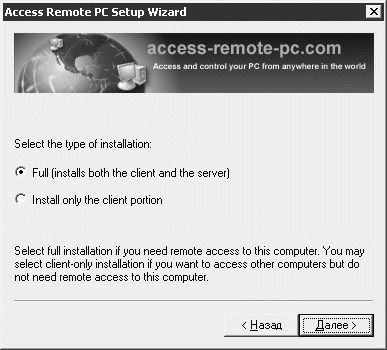 Access Remote PC Setup Wizard
access-remote-pc.com
Access and control your PC from anywhere in the world
Select the type of installation:
Full (installs both the client and the server)
Install only the client portion
Select full installation if you need remote access to this computer. You may
select client-only installation if you want to access other computers but do
not need remote access to this computer.
< Назад
Далее >